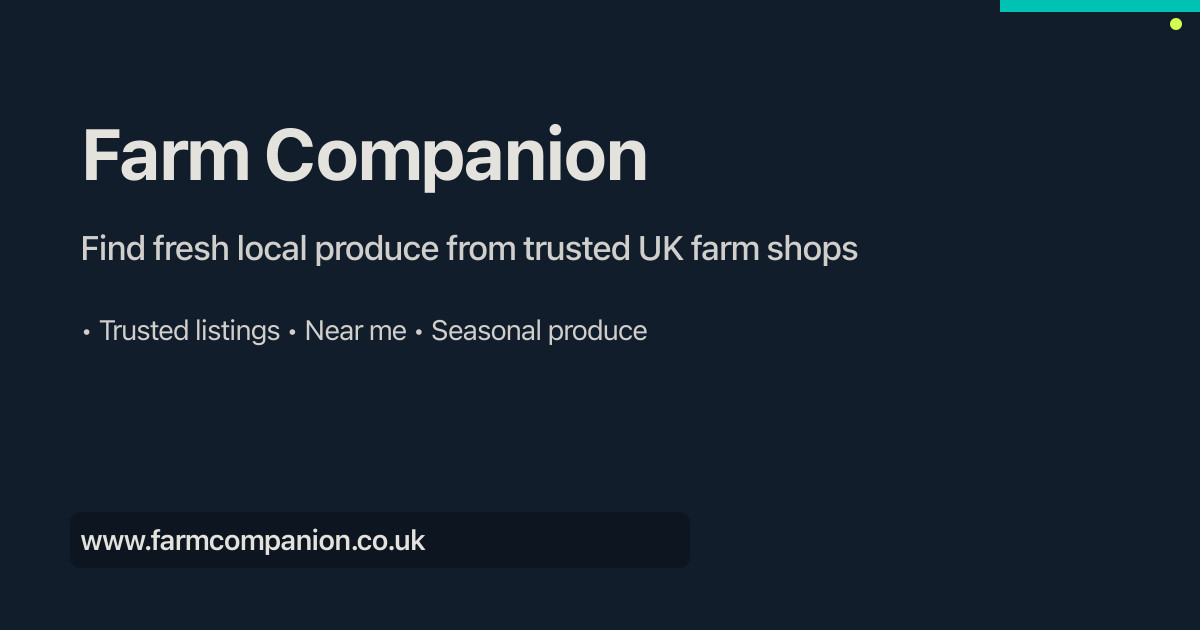 Farm Companion
Find fresh local produce from trusted UK farm shops
• Trusted listings • Near me • Seasonal produce
www.farmcompanion.co.uk